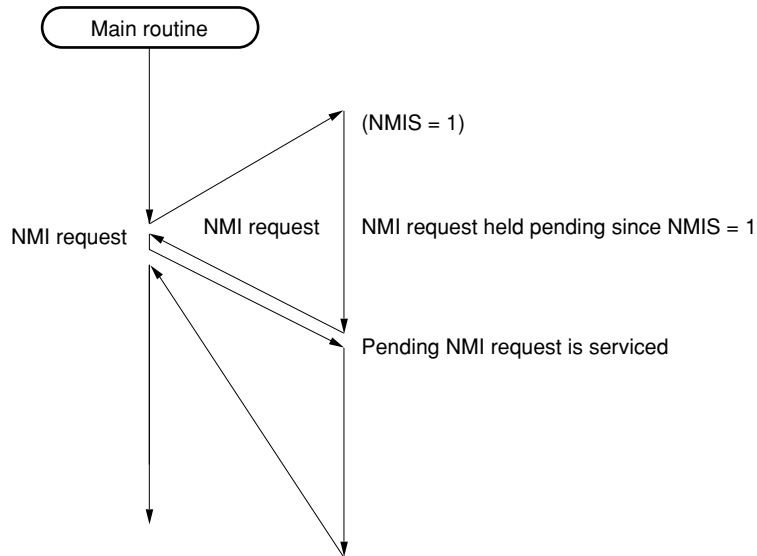 Main routine
(NMIS = 1)
NMI request
NMI request
NMI request held pending since NMIS = 1
Pending NMI request is serviced